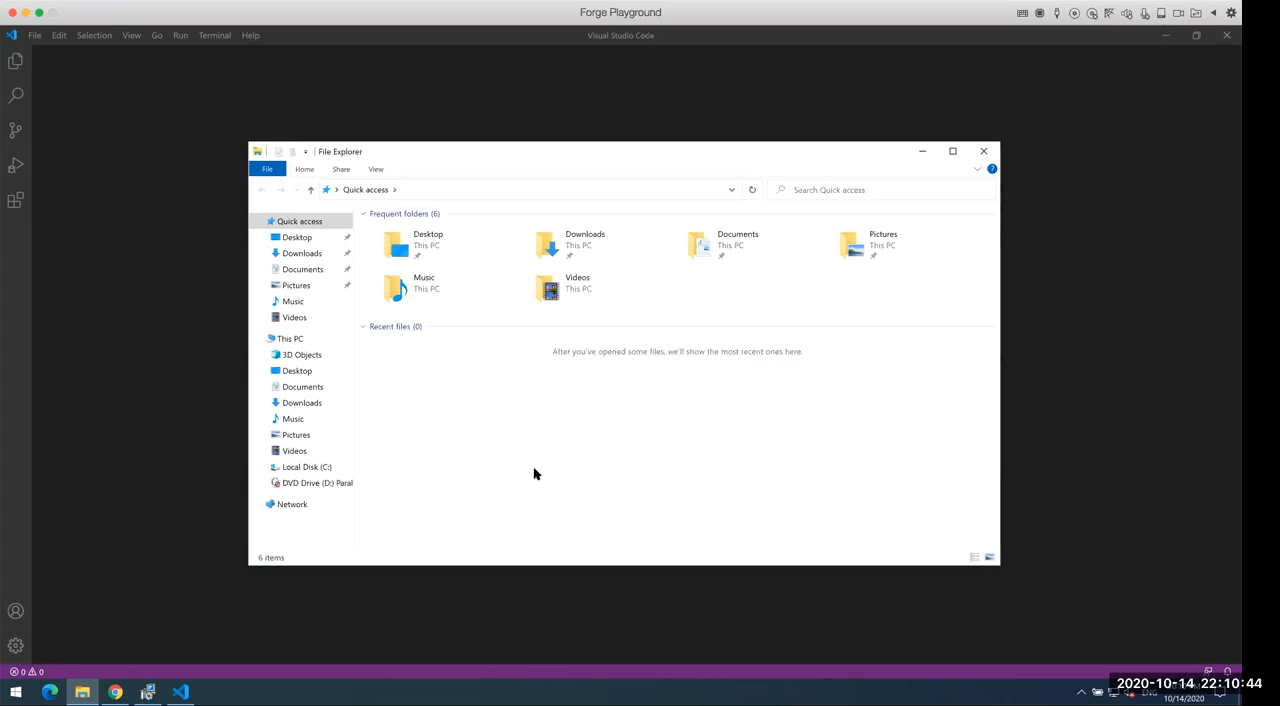 Forge Playground
File Edit Selection View Go Run Terminal Help
Visual Studio Code
File Explorer
File Home Share View
Quick access
Search Quick access
Quick access
Desktop
Downloads
Documents
Pictures
Music
Videos
This PC
3D Objects
Desktop
Documents
Downloads
Music
Pictures
Videos
Local Disk (C:)
DVD Drive (D:) Paral
Network
Frequent folders (6)
Desktop
This PC
Downloads
This PC
Documents
This PC
Pictures
This PC
Music
This PC
Videos
This PC
Recent files (0)
After you've opened some files, we'll show the most recent ones here.
6 items
0 0
2020-10-14 22:10:44
ENG
10/14/2020